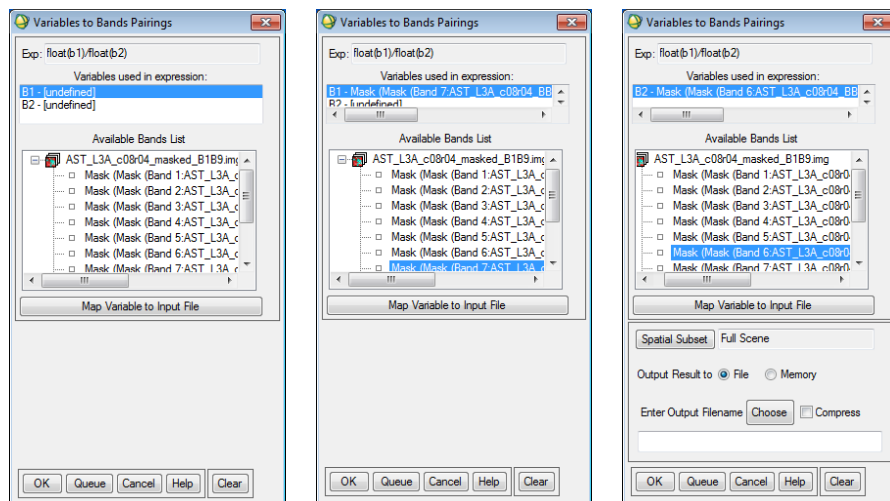 Variables to Bands Pairings
Exp: float(b1)/float(b2)
Variables used in expression:
B1 - [undefined]
B2 - [undefined]
Available Bands List
AST_L3A_c08r04_masked_B1B9.img
Mask (Mask (Band 1:AST_L3A_c
Mask (Mask (Band 2:AST_L3A_c
Mask (Mask (Band 3:AST_L3A_c
Mask (Mask (Band 4:AST_L3A_c
Mask (Mask (Band 5:AST_L3A_c
Mask (Mask (Band 6:AST_L3A_c
Mask (Mask (Band 7:AST_L3A_c
Map Variable to Input File
OK Queue Cancel Help Clear
Variables to Bands Pairings
Exp: float(b1)/float(b2)
Variables used in expression:
B1 - Mask (Mask (Band 7:AST_L3A_c08r04_BB
B2 - [undefined]
Available Bands List
AST_L3A_c08r04_masked_B1B9.img
Mask (Mask (Band 1:AST_L3A_c
Mask (Mask (Band 2:AST_L3A_c
Mask (Mask (Band 3:AST_L3A_c
Mask (Mask (Band 4:AST_L3A_c
Mask (Mask (Band 5:AST_L3A_c
Mask (Mask (Band 6:AST_L3A_c
Mask (Mask (Band 7:AST_L3A_c
Map Variable to Input File
OK Queue Cancel Help Clear
Variables to Bands Pairings
Exp: float(b1)/float(b2)
Variables used in expression:
B2 - Mask (Mask (Band 6:AST_L3A_c08r04_BB
Available Bands List
AST_L3A_c08r04_masked_B1B9.img
Mask (Mask (Band 1:AST_L3A_c08r04
Mask (Mask (Band 2:AST_L3A_c08r04
Mask (Mask (Band 3:AST_L3A_c08r04
Mask (Mask (Band 4:AST_L3A_c08r04
Mask (Mask (Band 5:AST_L3A_c08r04
Mask (Mask (Band 6:AST_L3A_c08r04
Mask (Mask (Band 7:AST_L3A_c08r04
Map Variable to Input File
Spatial Subset Full Scene
Output Result to File Memory
Enter Output Filename Choose Compress
OK Queue Cancel Help Clear